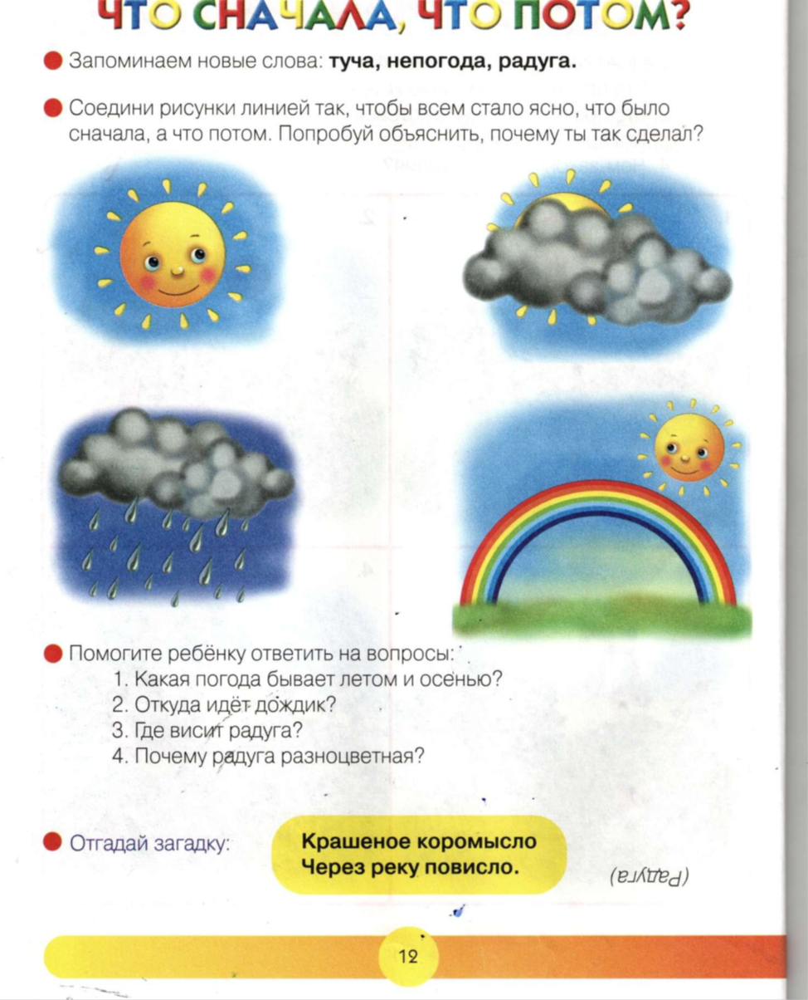 ЧТО СНАЧАЛА, ЧТО ПОТОМ?
Запоминаем новые слова: туча, непогода, радуга.
Соедини рисунки линией так, чтобы всем стало ясно, что было
сначала, а что потом. Попробуй объяснить, почему ты так сделал?
Помогите ребёнку ответить на вопросы:
1. Какая погода бывает летом и осенью?
2. Откуда идёт дождик?
3. Где висит радуга?
4. Почему радуга разноцветная?
Отгадай загадку:
Крашеное коромысло
Через реку повисло.
(Радуга)
12